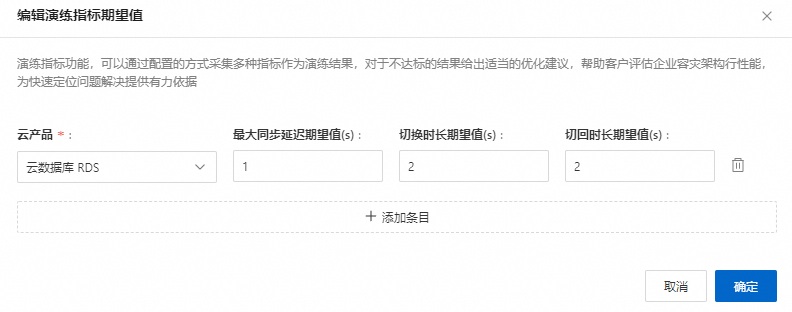 编辑演练指标期望值
演练指标功能，可以通过配置的方式采集多种指标作为演练结果，对于不达标的结果给出适当的优化建议，帮助客户评估企业容灾架构行性能，
为快速定位问题解决提供有力依据
云产品 * : 最大同步延迟期望值(s) : 切换时长期望值(s) : 切回时长期望值(s) :
云数据库 RDS 1 2 2
+ 添加条目
取消 确定